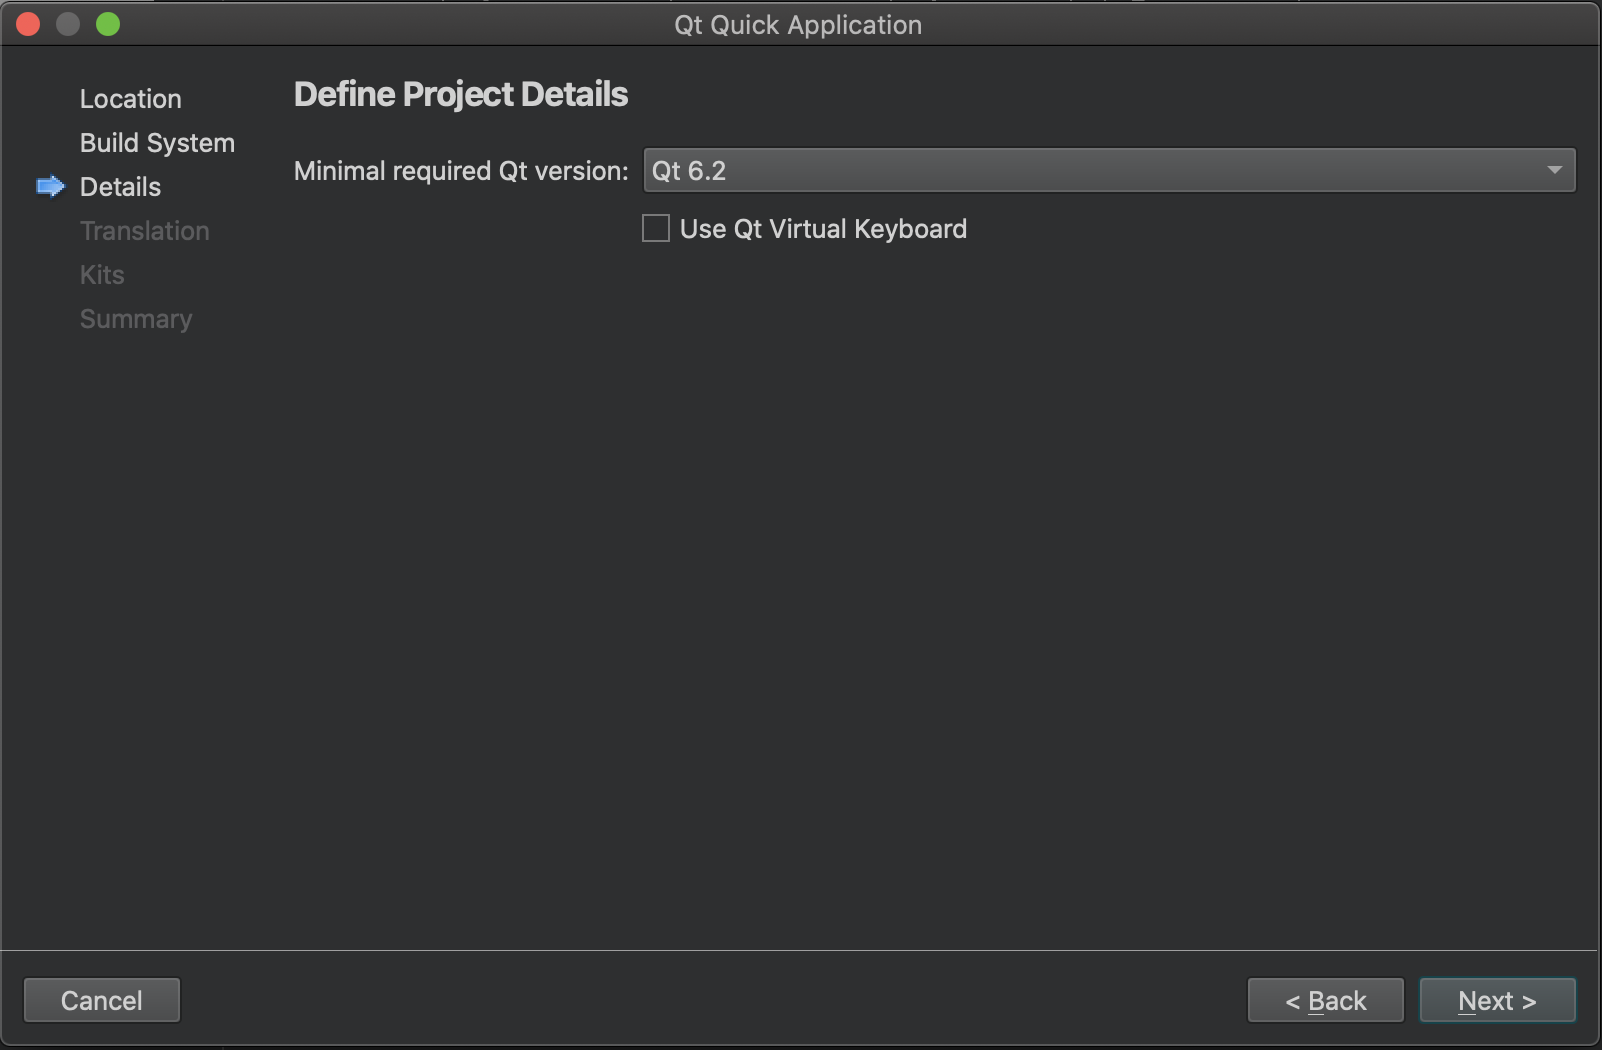 Qt Quick Application
Location
Build System
Details
Translation
Kits
Summary
Define Project Details
Minimal required Qt version: Qt 6.2
Use Qt Virtual Keyboard
Cancel
< Back
Next >